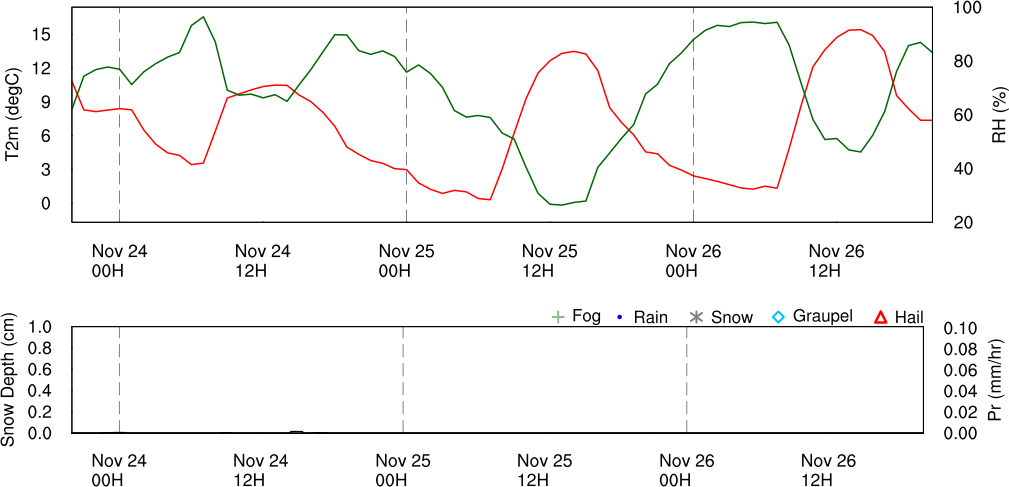 100
15
80
12
T2m (degC)
9
60
RH (%)
6
40
3
0
20
Nov 24 Nov 24 Nov 25 Nov 25 Nov 26 Nov 26
00H 12H 00H 12H 00H 12H
Fog Rain Snow Graupel Hail
1.0 0.10
0.8 0.08
Snow Depth (cm)
0.6 0.06
Pr (mm/hr)
0.4 0.04
0.2 0.02
0.0 0.00
Nov 24 Nov 24 Nov 25 Nov 25 Nov 26 Nov 26
00H 12H 00H 12H 00H 12H